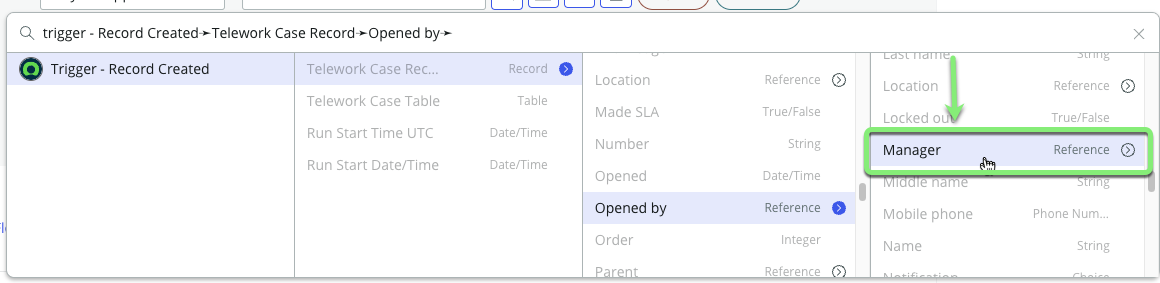 trigger - Record Created➛Telework Case Record➛Opened by➛
Trigger - Record Created
Telework Case Rec... Record
Telework Case Table Table
Run Start Time UTC Date/Time
Run Start Date/Time Date/Time
Location Reference
Made SLA True/False
Number String
Opened Date/Time
Opened by Reference
Order Integer
Parent Reference
Last name String
Location Reference
Locked out True/False
Manager Reference
Middle name String
Mobile phone Phone Num...
Name String
Notification Choice